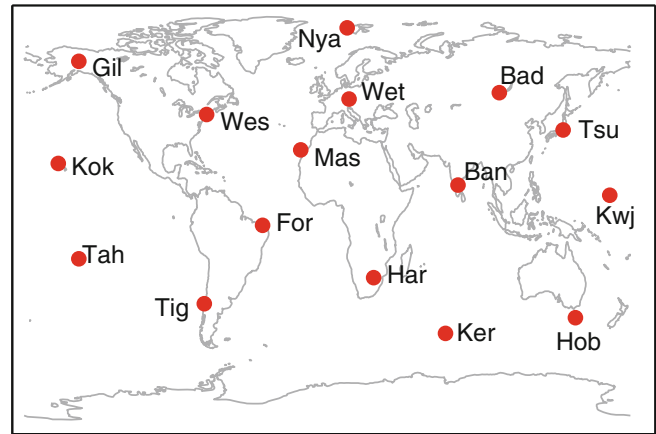 Nya
Gil
Bad
Wet
Wes
Tsu
Mas
Kok
Ban
Kwj
For
Tah
Har
Tig
Ker
Hob